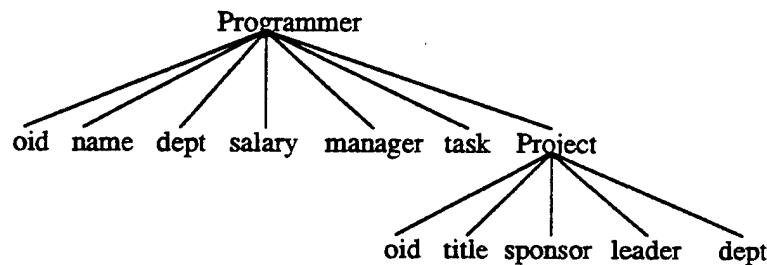 Programmer
oid name dept salary manager task Project
oid title sponsor leader dept